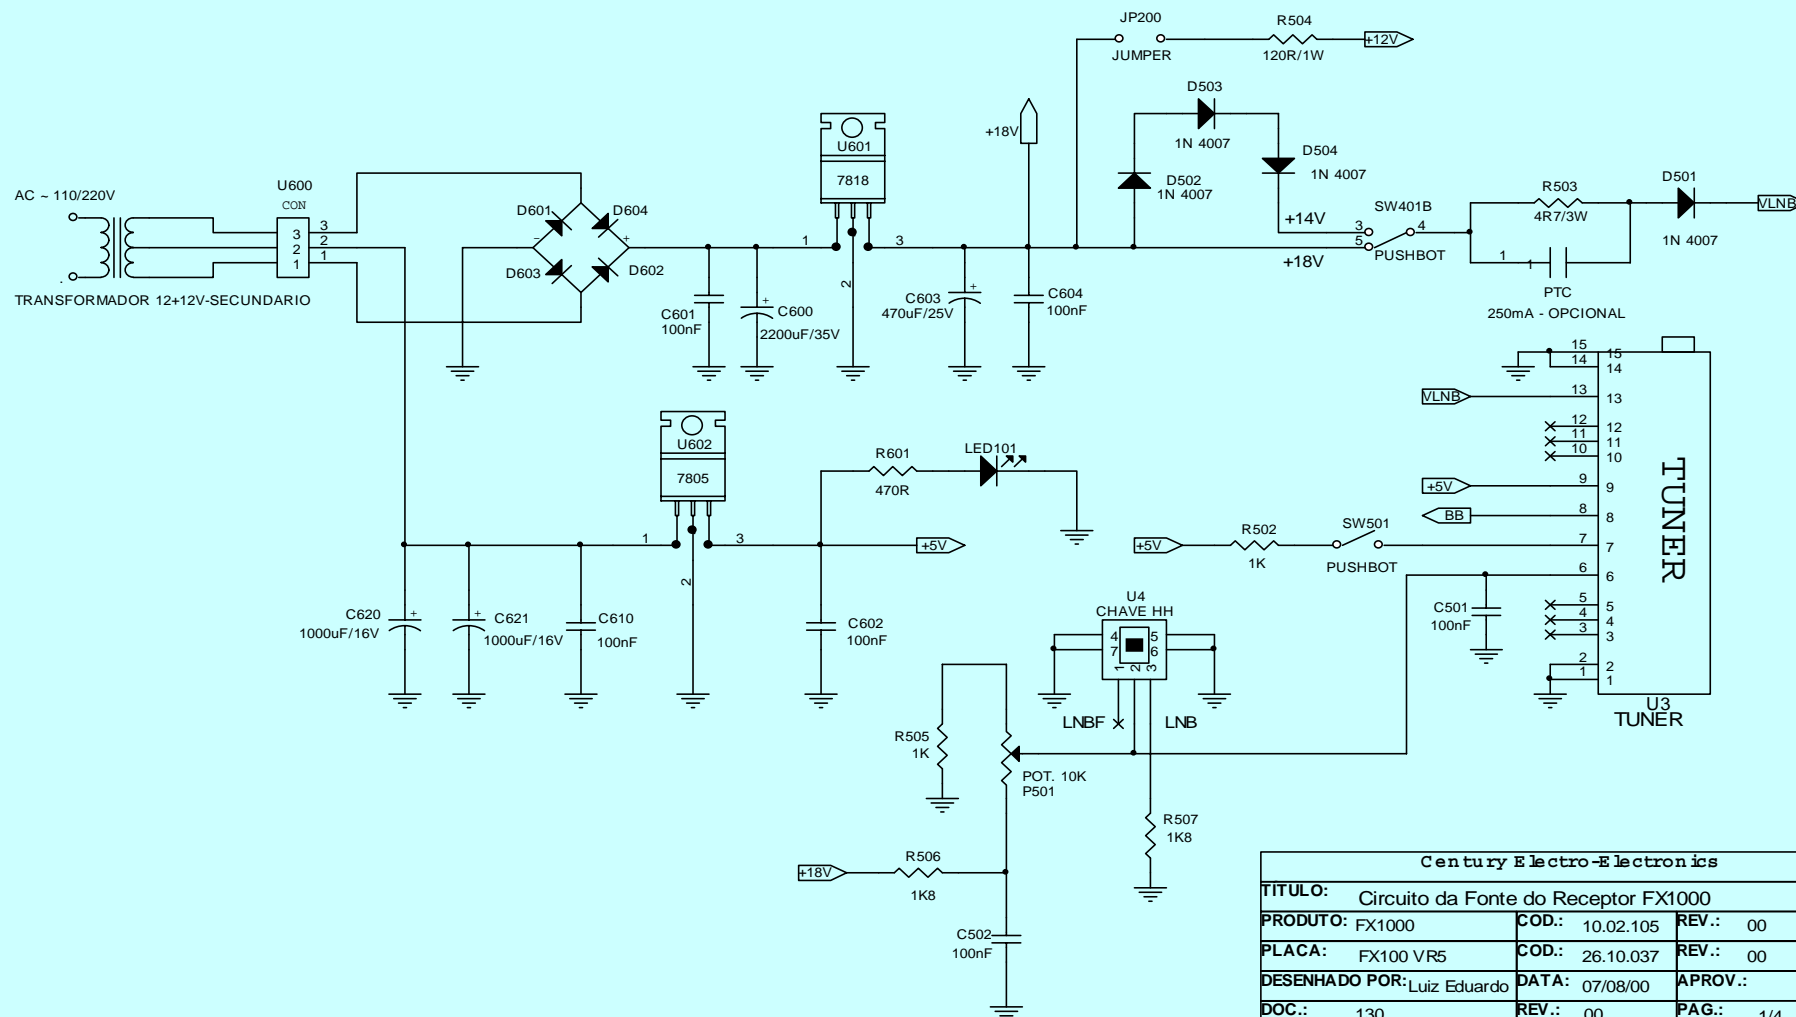 JP200
JUMPER
R504
120R/1W
+12V
D503
1N 4007
D504
1N 4007
D502
1N 4007
+18V
U601
7818
1
2
3
AC ~ 110/220V
U600
CON
3
2
1
3
2
1
TRANSFORMADOR 12+12V-SECUNDARIO
D601
D604
D603
D602
-
+
C601
100nF
+
C600
2200uF/35V
C603
470uF/25V
+
C604
100nF
+14V
+18V
SW401B
3
5
4
PUSHBOT
R503
4R7/3W
D501
1N 4007
VLNB
1
1
PTC
250mA - OPCIONAL
U602
7805
1
2
3
R601
470R
LED101
+5V
C620
1000uF/16V
+
+
C621
1000uF/16V
C610
100nF
C602
100nF
+5V
R502
1K
SW501
PUSHBOT
VLNB
+5V
BB
15
14
13
12
11
10
9
8
7
6
5
4
3
2
1
15
14
13
12
11
10
9
8
7
6
5
4
3
2
1
TUNER
U3
TUNER
C501
100nF
U4
CHAVE HH
4
7
5
6
1
2
3
LNBF
LNB
R505
1K
POT. 10K
P501
R507
1K8
+18V
R506
1K8
C502
100nF
Century Electro-Electronics
TÍTULO: Circuito da Fonte do Receptor FX1000
PRODUTO: FX1000 COD.: 10.02.105 REV.: 00
PLACA: FX100 VR5 COD.: 26.10.037 REV.: 00
DESENHADO POR: Luiz Eduardo DATA: 07/08/00 APROV.:
DOC.: 130 REV.: 00 PAG.: 1/4